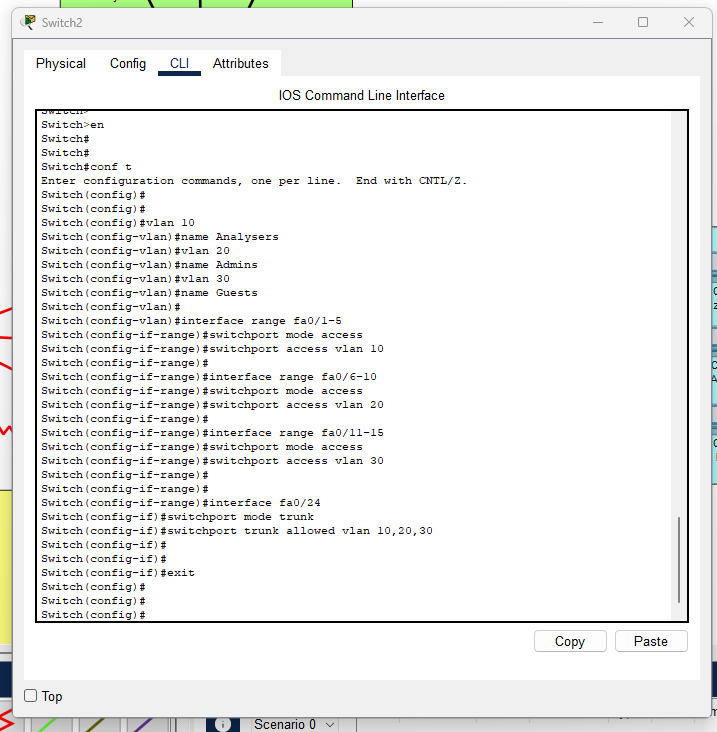 Switch2
Physical Config CLI Attributes
IOS Command Line Interface
Switch>
Switch>en
Switch#
Switch#
Switch#conf t
Enter configuration commands, one per line.  End with CNTL/Z.
Switch(config)#
Switch(config)#
Switch(config)#vlan 10
Switch(config-vlan)#name Analysers
Switch(config-vlan)#vlan 20
Switch(config-vlan)#name Admins
Switch(config-vlan)#vlan 30
Switch(config-vlan)#name Guests
Switch(config-vlan)#
Switch(config-vlan)#interface range fa0/1-5
Switch(config-if-range)#switchport mode access
Switch(config-if-range)#switchport access vlan 10
Switch(config-if-range)#
Switch(config-if-range)#interface range fa0/6-10
Switch(config-if-range)#switchport mode access
Switch(config-if-range)#switchport access vlan 20
Switch(config-if-range)#
Switch(config-if-range)#interface range fa0/11-15
Switch(config-if-range)#switchport mode access
Switch(config-if-range)#switchport access vlan 30
Switch(config-if-range)#
Switch(config-if-range)#
Switch(config-if-range)#interface fa0/24
Switch(config-if)#switchport mode trunk
Switch(config-if)#switchport trunk allowed vlan 10,20,30
Switch(config-if)#
Switch(config-if)#
Switch(config-if)#exit
Switch(config)#
Switch(config)#
Switch(config)#
Copy Paste
Top
Scenario 0